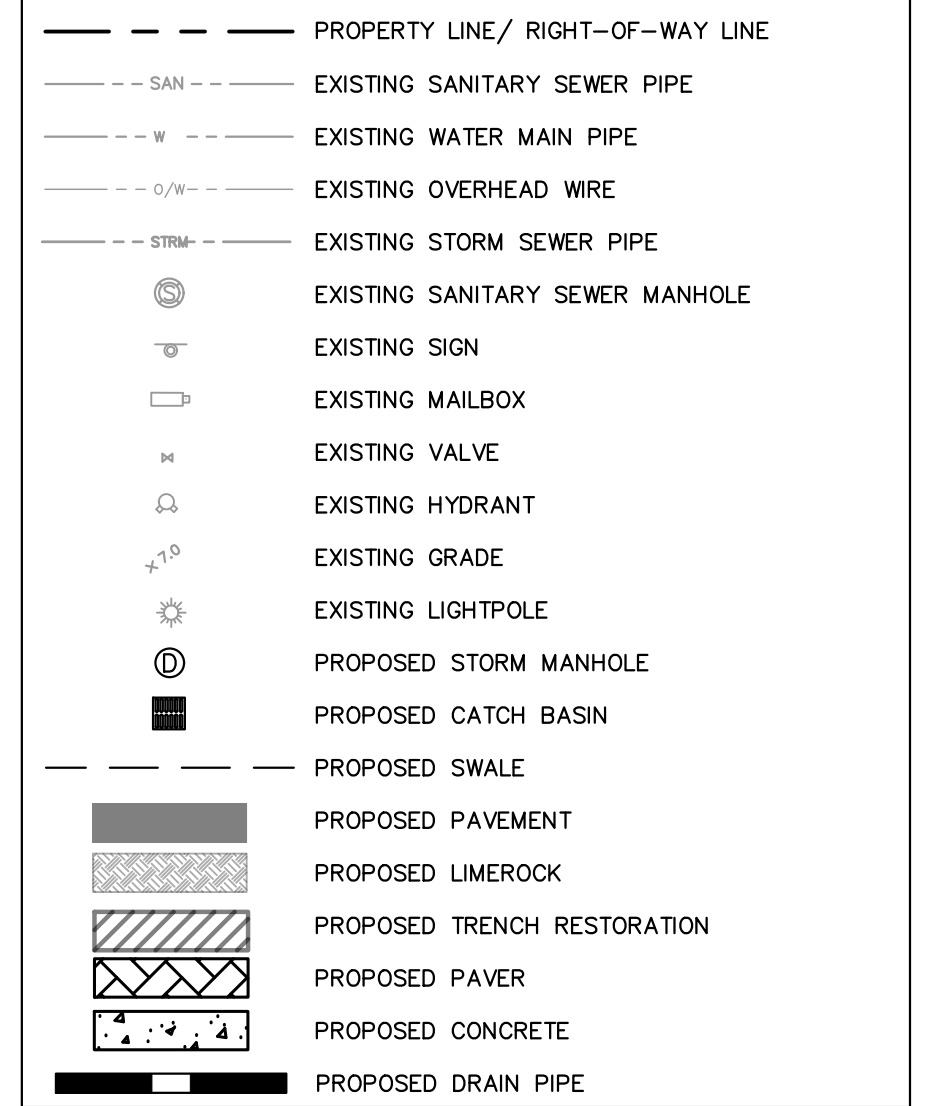 PROPERTY LINE/ RIGHT-OF-WAY LINE
SAN EXISTING SANITARY SEWER PIPE
W EXISTING WATER MAIN PIPE
O/W EXISTING OVERHEAD WIRE
STRM EXISTING STORM SEWER PIPE
S EXISTING SANITARY SEWER MANHOLE
EXISTING SIGN
EXISTING MAILBOX
EXISTING VALVE
EXISTING HYDRANT
x7.0 EXISTING GRADE
EXISTING LIGHTPOLE
D PROPOSED STORM MANHOLE
PROPOSED CATCH BASIN
PROPOSED SWALE
PROPOSED PAVEMENT
PROPOSED LIMEROCK
PROPOSED TRENCH RESTORATION
PROPOSED PAVER
PROPOSED CONCRETE
PROPOSED DRAIN PIPE